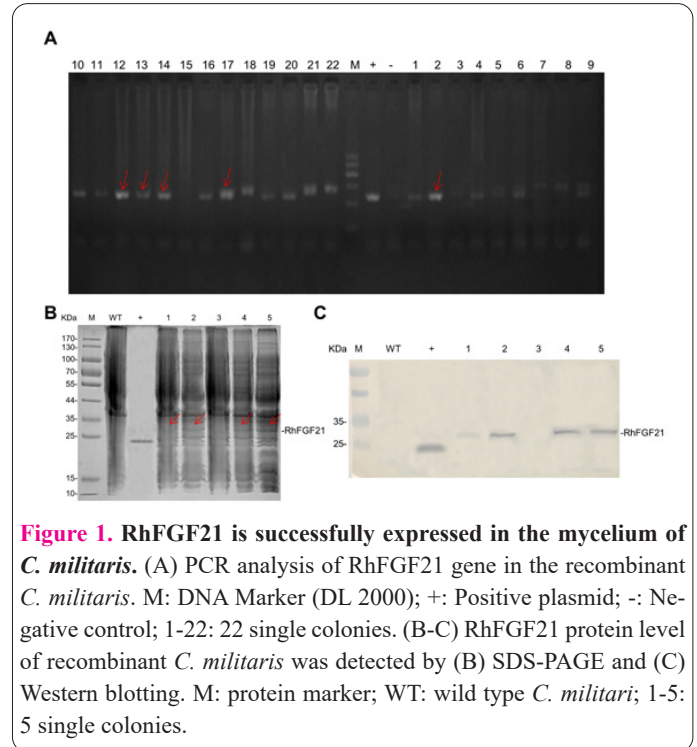 A
10 11 12 13 14 15 16 17 18 19 20 21 22 M + - 1 2 3 4 5 6 7 8 9
B
KDa M WT + 1 2 3 4 5
170-
130-
100-
70-
55-
44-
35-
25-
15-
10-
-RhFGF21
C
KDa M WT + 1 2 3 4 5
35-
25-
-RhFGF21
Figure 1. RhFGF21 is successfully expressed in the mycelium of
C. militaris. (A) PCR analysis of RhFGF21 gene in the recombinant
C. militaris. M: DNA Marker (DL 2000); +: Positive plasmid; -: Ne-
gative control; 1-22: 22 single colonies. (B-C) RhFGF21 protein level
of recombinant C. militaris was detected by (B) SDS-PAGE and (C)
Western blotting. M: protein marker; WT: wild type C. militari; 1-5:
5 single colonies.